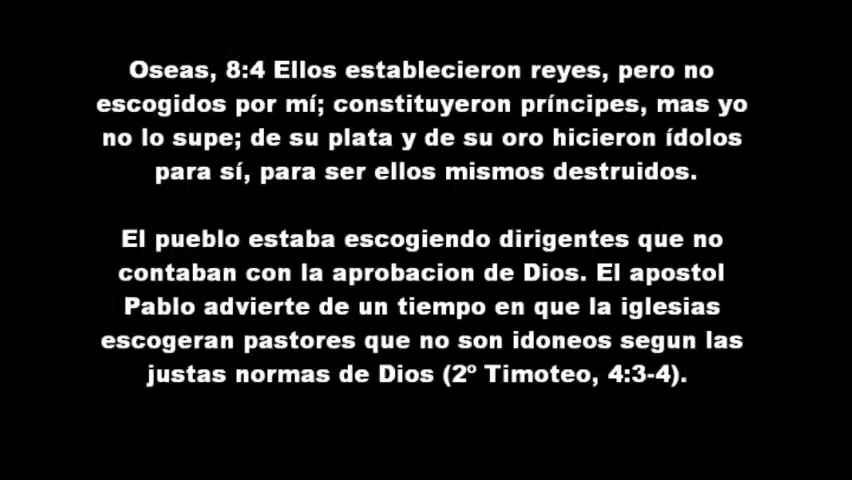 Oseas, 8:4 Ellos establecieron reyes, pero no
escogidos por mí; constituyeron príncipes, mas yo
no lo supe; de su plata y de su oro hicieron ídolos
para sí, para ser ellos mismos destruidos.
El pueblo estaba escogiendo dirigentes que no
contaban con la aprobacion de Dios. El apostol
Pablo advierte de un tiempo en que la iglesias
escogeran pastores que no son idoneos segun las
justas normas de Dios (2º Timoteo, 4:3-4).